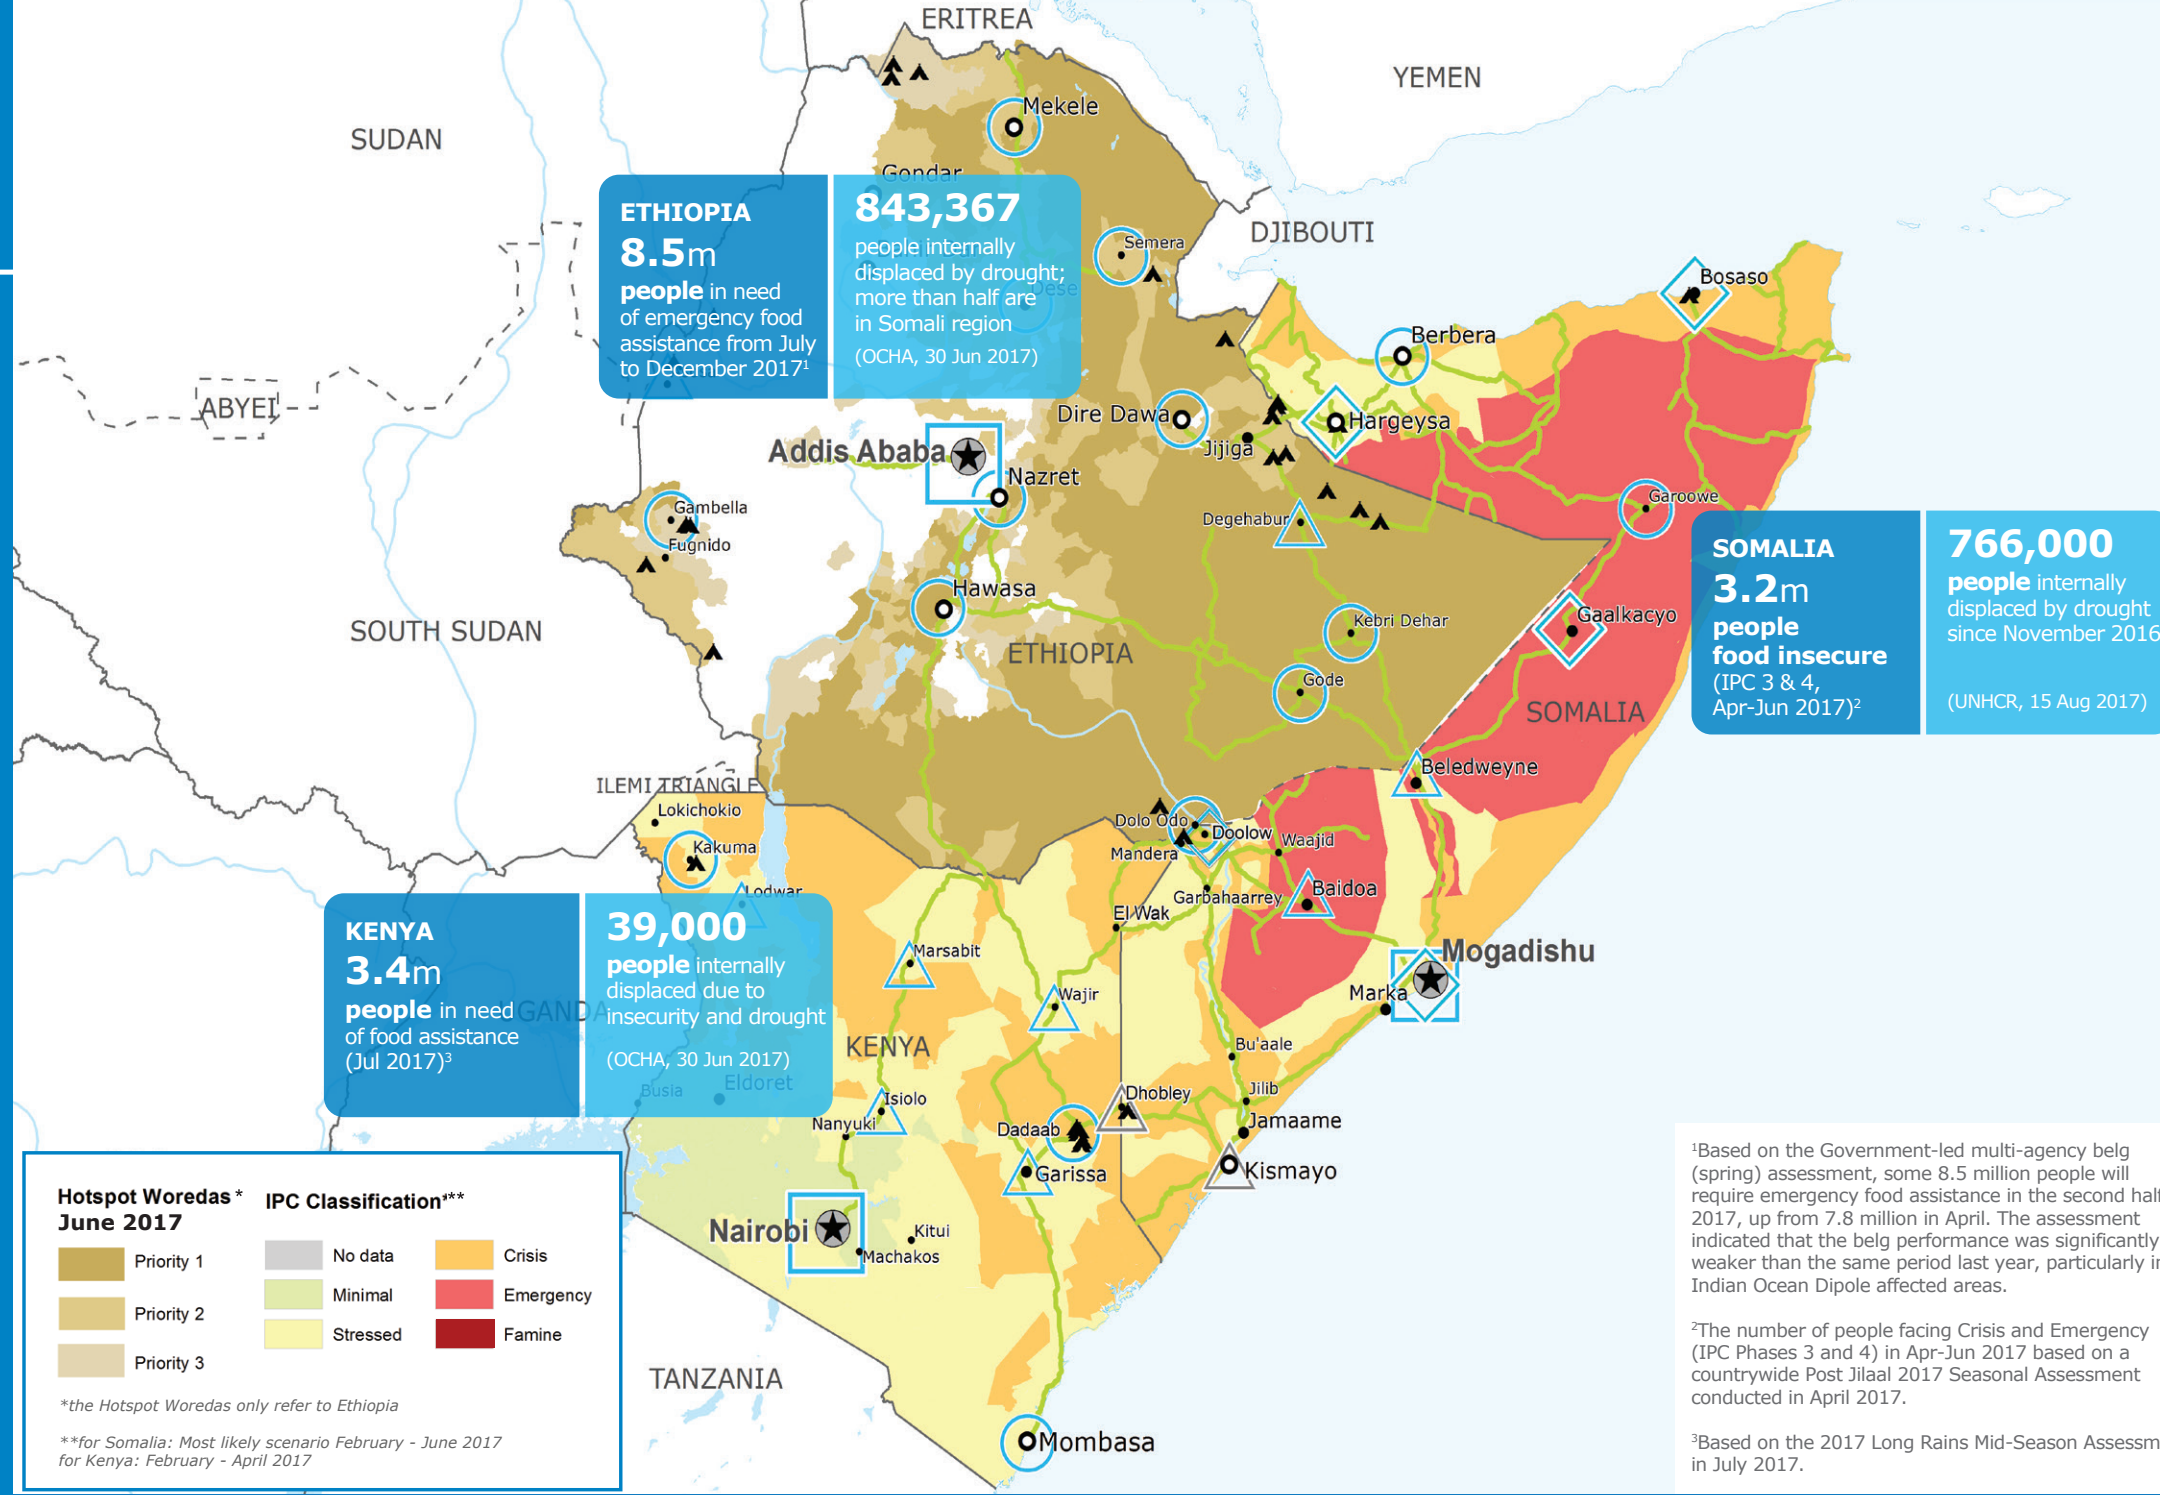 ERITREA
YEMEN
SUDAN
Mekele
Gondar
ETHIOPIA
8.5m
people in need
of emergency food
assistance from July
to December 2017¹
843,367
people internally
displaced by drought;
more than half are
in Somali region
(OCHA, 30 Jun 2017)
Dese
Semera
DJIBOUTI
Bosaso
Berbera
ABYEI
Dire Dawa
Hargeysa
Addis Ababa
Jijiga
Nazret
Gambella
Fugnido
Degehabur
Garoowe
SOMALIA
3.2m
people
food insecure
(IPC 3 & 4,
Apr-Jun 2017)²
766,000
people internally
displaced by drought
since November 2016
(UNHCR, 15 Aug 2017)
Hawasa
SOUTH SUDAN
ETHIOPIA
Kebri Dehar
Gaalkacyo
Gode
SOMALIA
Beledweyne
ILEMI TRIANGLE
Lokichokio
Dolo Odo
Doolow
Waajid
Kakuma
Mandera
Lodwar
Garbahaarrey
Baidoa
El Wak
KENYA
3.4m
people in need
of food assistance
(Jul 2017)³
39,000
people internally
displaced due to
insecurity and drought
(OCHA, 30 Jun 2017)
UGANDA
Marsabit
Mogadishu
Wajir
Marka
KENYA
Bu'aale
Busia
Eldoret
Isiolo
Dhobley
Jilib
Nanyuki
Dadaab
Jamaame
Garissa
Kismayo
Nairobi
Kitui
Machakos
TANZANIA
Mombasa
Hotspot Woredas *
June 2017
Priority 1
Priority 2
Priority 3
IPC Classification***
No data
Minimal
Stressed
Crisis
Emergency
Famine
*the Hotspot Woredas only refer to Ethiopia
**for Somalia: Most likely scenario February - June 2017
for Kenya: February - April 2017
¹Based on the Government-led multi-agency belg
(spring) assessment, some 8.5 million people will
require emergency food assistance in the second half
2017, up from 7.8 million in April. The assessment
indicated that the belg performance was significantly
weaker than the same period last year, particularly in
Indian Ocean Dipole affected areas.
²The number of people facing Crisis and Emergency
(IPC Phases 3 and 4) in Apr-Jun 2017 based on a
countrywide Post Jilaal 2017 Seasonal Assessment
conducted in April 2017.
³Based on the 2017 Long Rains Mid-Season Assessm
in July 2017.